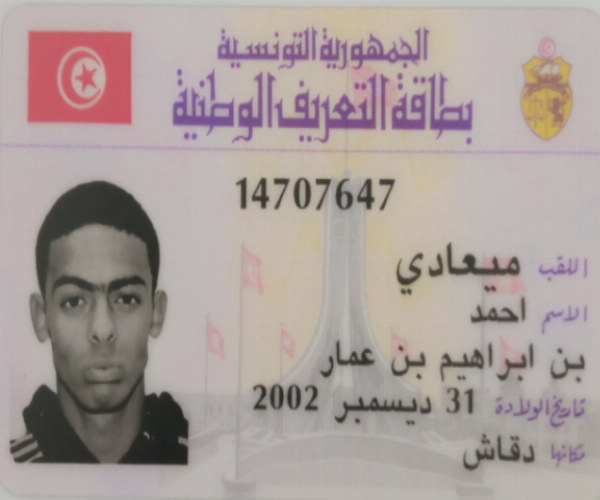 الجمهورية التونسية
بطاقة التعريف الوطنية
14707647
اللقب ميعادي
الاسم احمد
بن ابراهيم بن عمار
تاريخ الولادة 31 ديسمبر 2002
مكانها دقاش